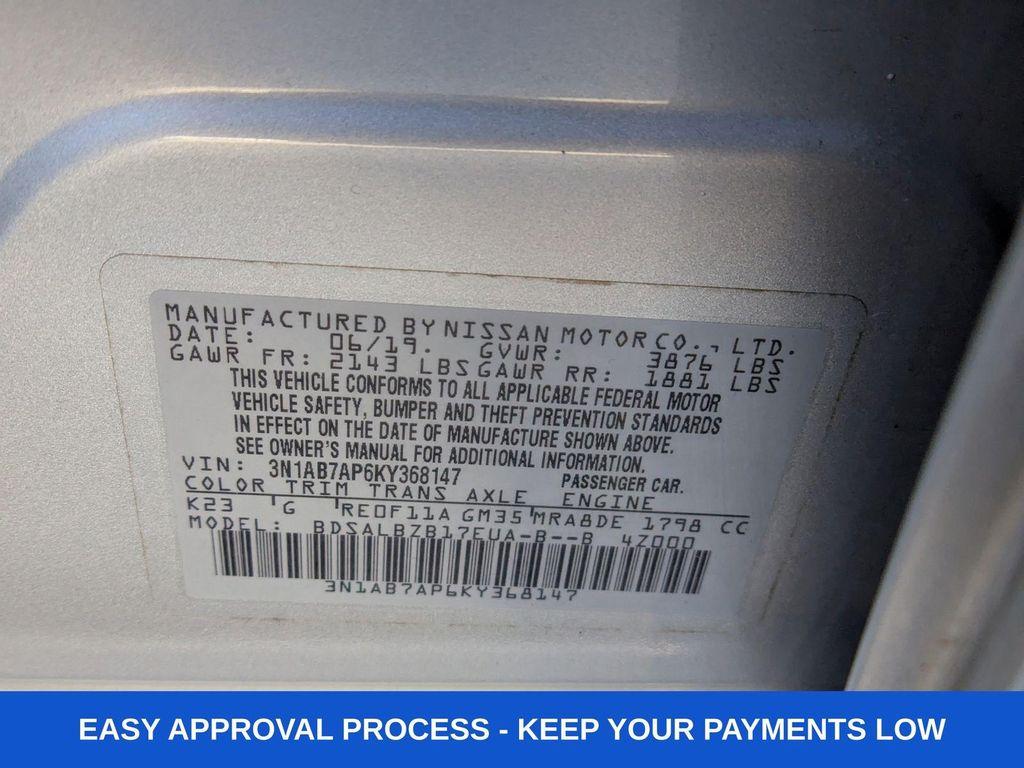 MANUFACTURED BY NISSAN MOTOR CO., LTD.
DATE: 06/19. GVWR: 3876 LBS
GAWR FR: 2143 LBS GAWR RR: 1881 LBS
THIS VEHICLE CONFORMS TO ALL APPLICABLE FEDERAL MOTOR
VEHICLE SAFETY, BUMPER AND THEFT PREVENTION STANDARDS
IN EFFECT ON THE DATE OF MANUFACTURE SHOWN ABOVE.
SEE OWNER'S MANUAL FOR ADDITIONAL INFORMATION.
VIN: 3N1AB7AP6KY368147 PASSENGER CAR.
COLOR TRIM TRANS AXLE ENGINE
K23 G RE0F11A GM35 MRA8DE 1798 CC
MODEL: BDSALBZB17EUA-B--B 4Z000
3N1AB7AP6KY368147
EASY APPROVAL PROCESS - KEEP YOUR PAYMENTS LOW